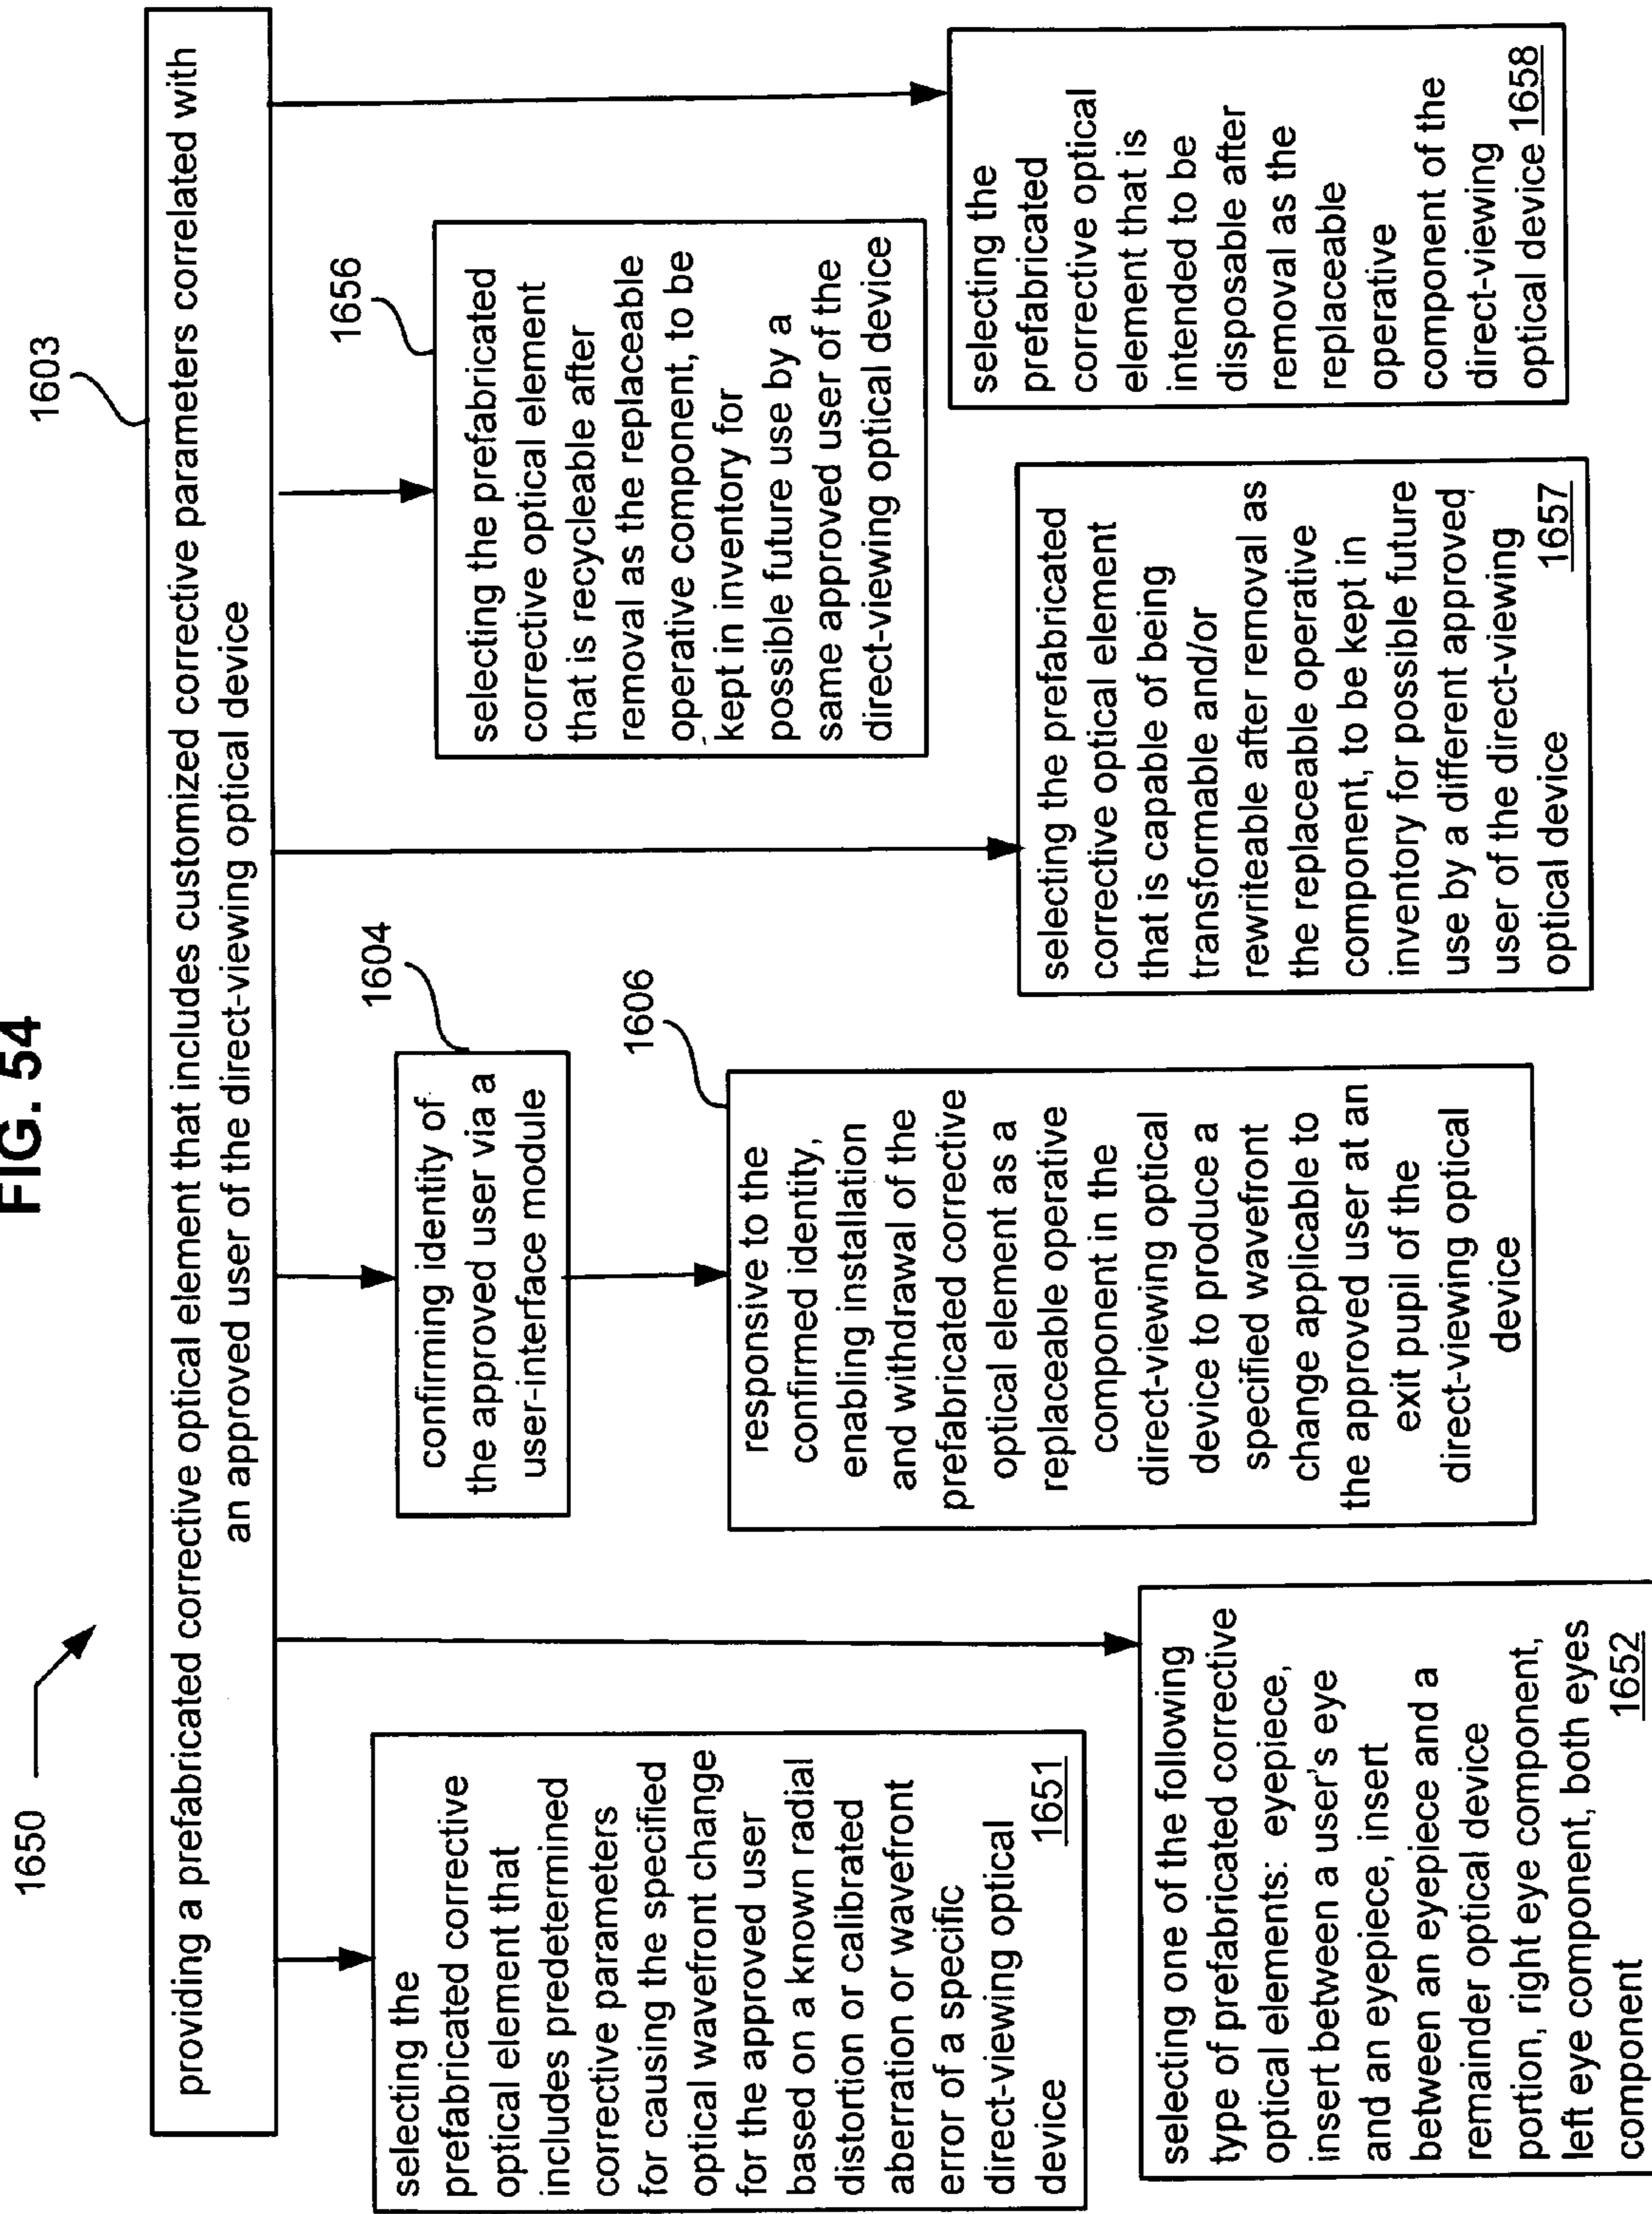 FIG. 54
1650
1603
providing a prefabricated corrective optical element that includes customized corrective parameters correlated with
an approved user of the direct-viewing optical device
selecting the
prefabricated corrective
optical element that
includes predetermined
corrective parameters
for causing the specified
optical wavefront change
for the approved user
based on a known radial
distortion or calibrated
aberration or wavefront
error of a specific
direct-viewing optical
device 1651
selecting one of the following
type of prefabricated corrective
optical elements: eyepiece,
insert between a user's eye
and an eyepiece, insert
between an eyepiece and a
remainder optical device
portion, right eye component,
left eye component, both eyes
component 1652
1604
confirming identity of
the approved user via a
user-interface module
1606
responsive to the
confirmed identity,
enabling installation
and withdrawal of the
prefabricated corrective
optical element as a
replaceable operative
component in the
direct-viewing optical
device to produce a
specified wavefront
change applicable to
the approved user at an
exit pupil of the
direct-viewing optical
device
1656
selecting the prefabricated
corrective optical element
that is recycleable after
removal as the replaceable
operative component, to be
kept in inventory for
possible future use by a
same approved user of the
direct-viewing optical device
selecting the prefabricated
corrective optical element
that is capable of being
transformable and/or
rewriteable after removal as
the replaceable operative
component, to be kept in
inventory for possible future
use by a different approved
user of the direct-viewing
optical device 1657
selecting the
prefabricated
corrective optical
element that is
intended to be
disposable after
removal as the
replaceable
operative
component of the
direct-viewing
optical device 1658